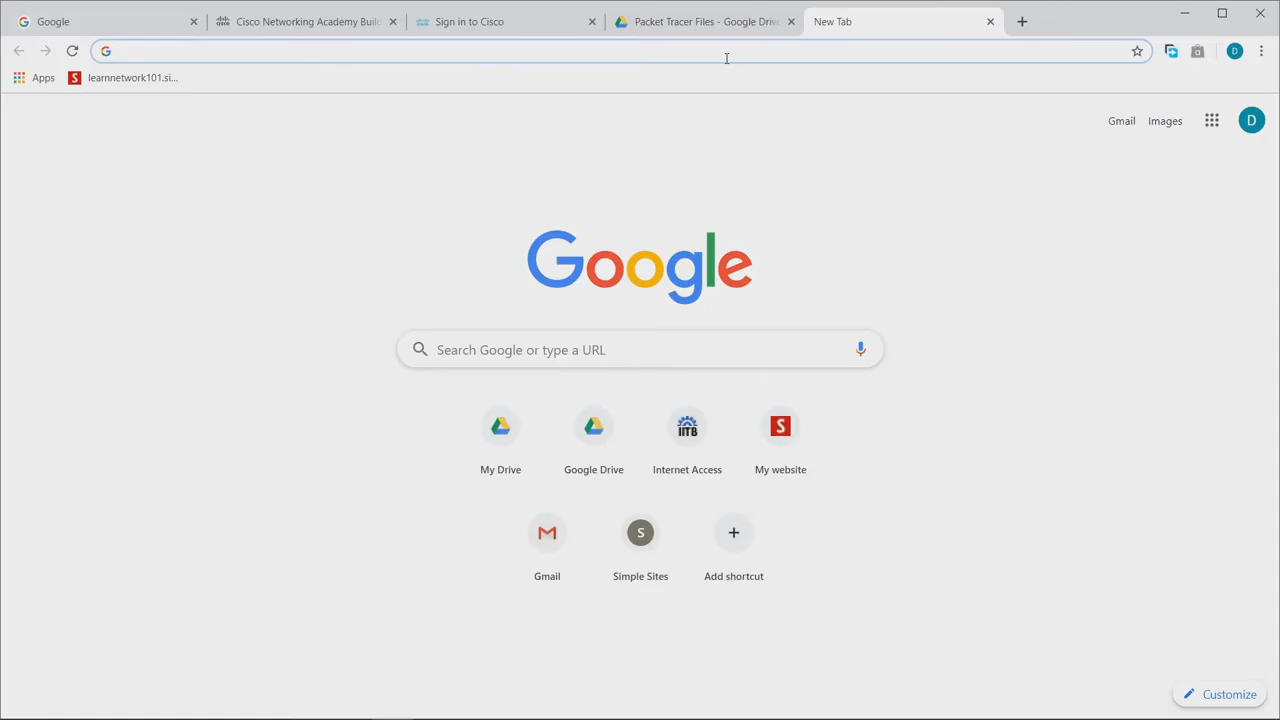 Google
Cisco Networking Academy Buil
Sign in to Cisco
Packet Tracer Files - Google Drive
New Tab
Apps
learnnetwork101.si...
Gmail
Images
D
Google
Search Google or type a URL
My Drive
Google Drive
IITB
Internet Access
S
My website
Gmail
S
Simple Sites
Add shortcut
Customize